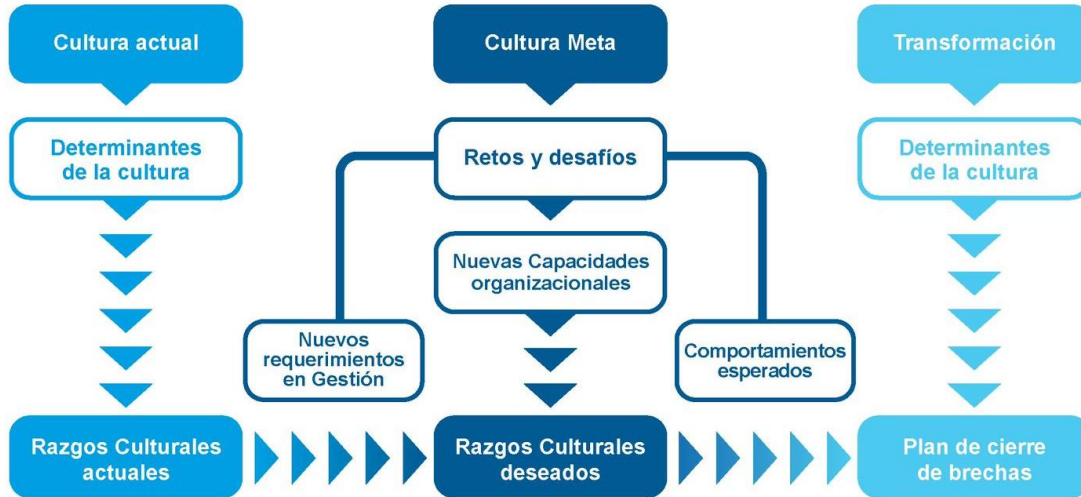 Cultura actual
Cultura Meta
Transformación
Determinantes
de la cultura
Retos y desafíos
Determinantes
de la cultura
Nuevas Capacidades
organizacionales
Nuevos
requerimientos
en Gestión
Comportamientos
esperados
Razgos Culturales
actuales
Razgos Culturales
deseados
Plan de cierre
de brechas